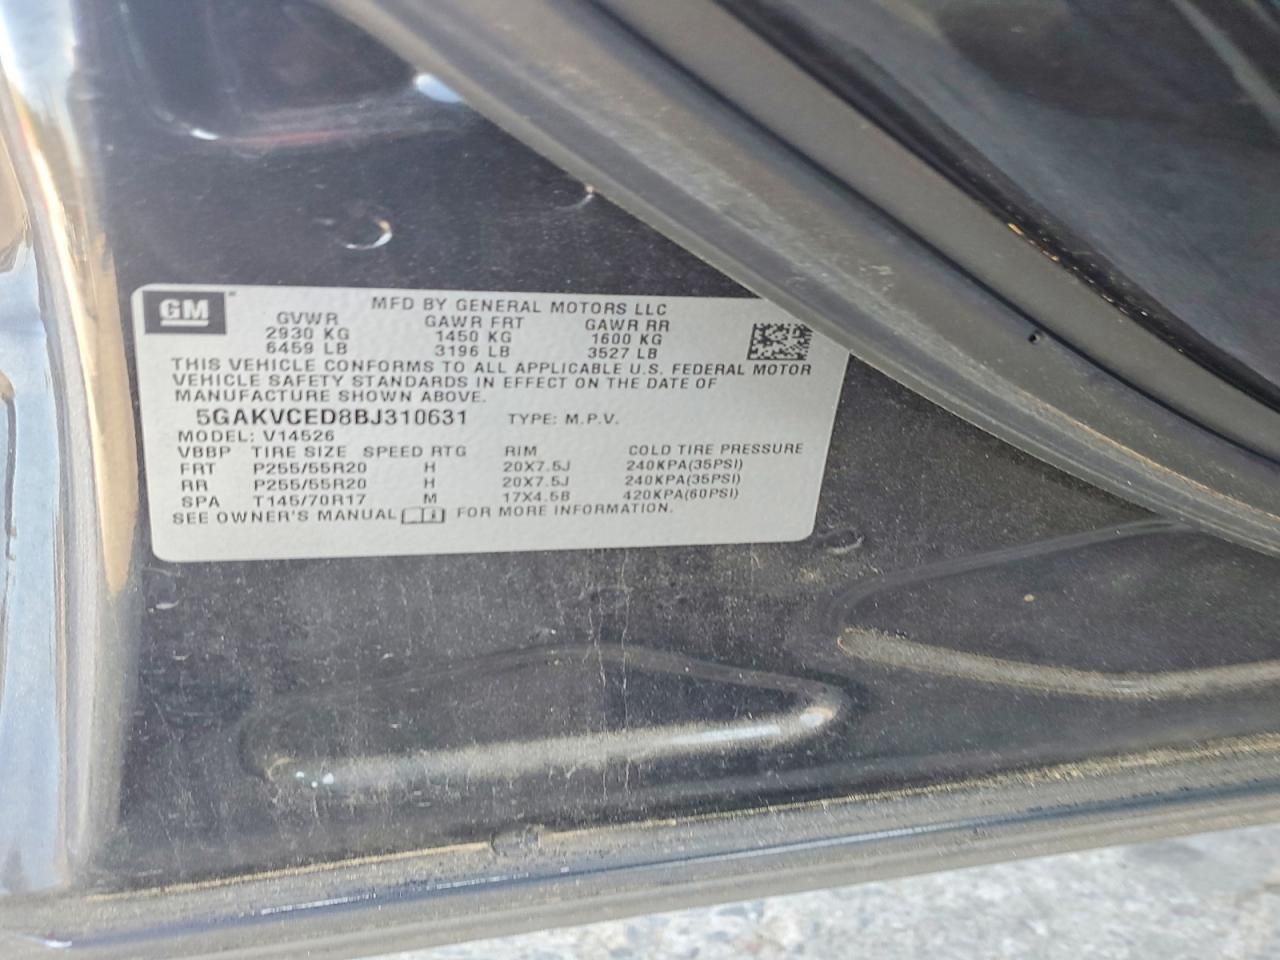 GM
MFD BY GENERAL MOTORS LLC
GVWR GAWR FRT GAWR RR
2930 KG 1450 KG 1600 KG
6459 LB 3196 LB 3527 LB
THIS VEHICLE CONFORMS TO ALL APPLICABLE U.S. FEDERAL MOTOR
VEHICLE SAFETY STANDARDS IN EFFECT ON THE DATE OF
MANUFACTURE SHOWN ABOVE.
5GAKVCED8BJ310631 TYPE: M.P.V.
MODEL: V14526
VBBP TIRE SIZE SPEED RTG RIM COLD TIRE PRESSURE
FRT P255/55R20 H 20X7.5J 240KPA(35PSI)
RR P255/55R20 H 20X7.5J 240KPA(35PSI)
SPA T145/70R17 M 17X4.5B 420KPA(60PSI)
SEE OWNER'S MANUAL FOR MORE INFORMATION.